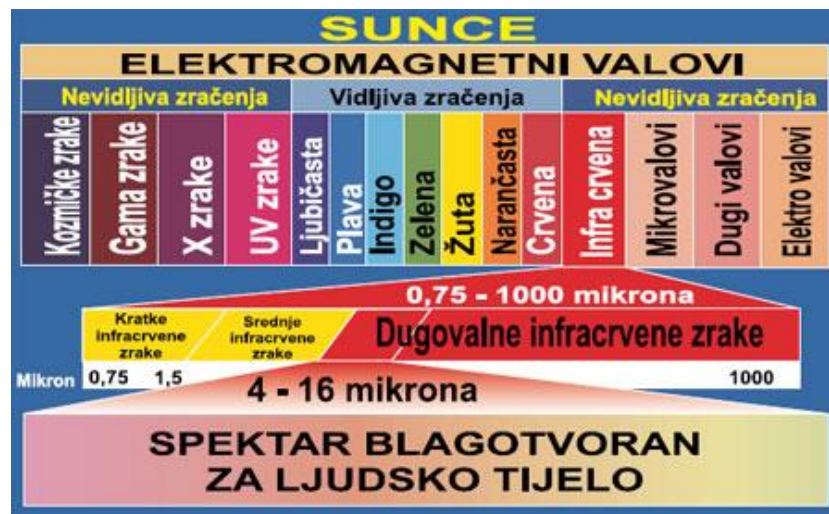 SUNCE
ELEKTROMAGNETNI VALOVI
Nevidljiva zračenja
Vidljiva zračenja
Nevidljiva zračenja
Kozmičke zrake
Gama zrake
X zrake
UV zrake
Ljubičasta
Plava
Indigo
Zelena
Žuta
Narančasta
Crvena
Infra crvena
Mikrovalovi
Dugi valovi
Elektro valovi
0,75 - 1000 mikrona
Kratke
infracrvene
zrake
Srednje
infracrvene
zrake
Dugovalne infracrvene zrake
Mikron 0,75 1,5 1000
4 - 16 mikrona
SPEKTAR BLAGOTVORAN
ZA LJUDSKO TIJELO